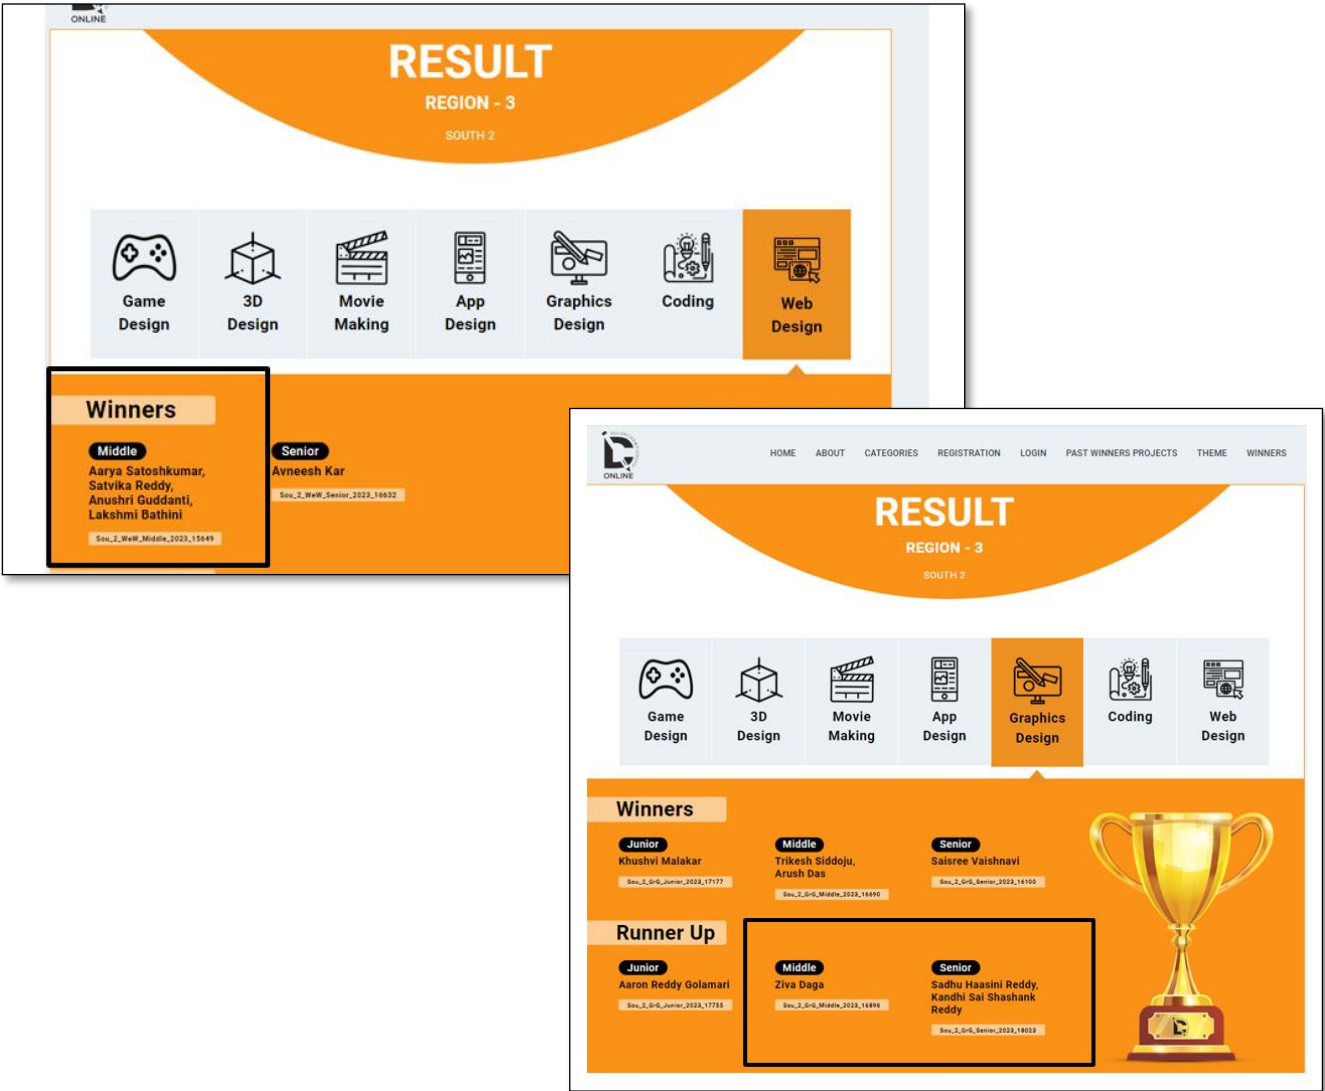 ONLINE
RESULT
REGION - 3
SOUTH 2
Game Design
3D Design
Movie Making
App Design
Graphics Design
Coding
Web Design
Winners
Middle
Aarya Satoshkumar,
Satvika Reddy,
Anushri Guddanti,
Lakshmi Bathini
Sou_2_WeW_Middle_2023_15649
Senior
Avneesh Kar
Sou_2_WeW_Senior_2023_16632
ONLINE
HOME ABOUT CATEGORIES REGISTRATION LOGIN PAST WINNERS PROJECTS THEME WINNERS
RESULT
REGION - 3
SOUTH 2
Game Design
3D Design
Movie Making
App Design
Graphics Design
Coding
Web Design
Winners
Junior
Khushvi Malakar
Sou_2_GrG_Junior_2023_17177
Middle
Trikesh Siddoju,
Arush Das
Sou_2_GrG_Middle_2023_16690
Senior
Saisree Vaishnavi
Sou_2_GrG_Senior_2023_16100
Runner Up
Junior
Aaron Reddy Golamari
Sou_2_GrG_Junior_2023_17755
Middle
Ziva Daga
Sou_2_GrG_Middle_2023_16896
Senior
Sadhu Haasini Reddy,
Kandhi Sai Shashank
Reddy
Sou_2_GrG_Senior_2023_18023